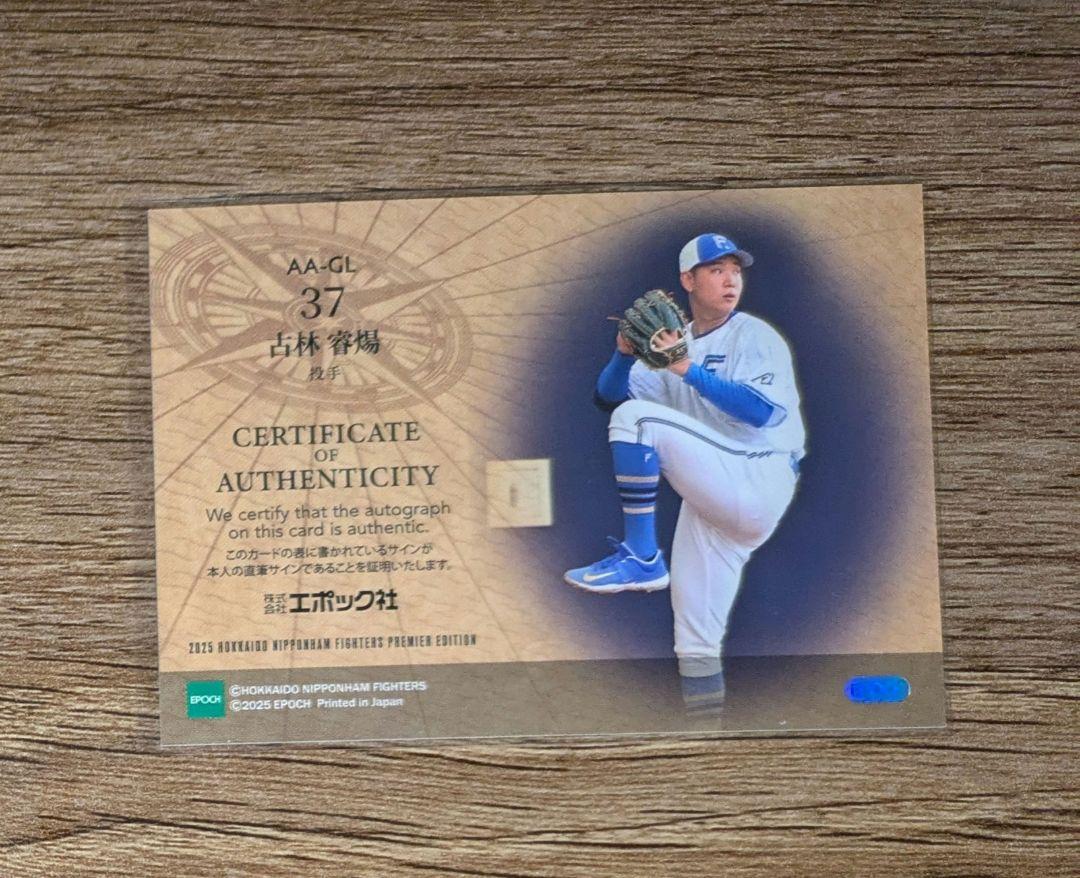 AA-GL
37
古林 睿煬
投手
CERTIFICATE
OF
AUTHENTICITY
We certify that the autograph
on this card is authentic.
このカードの表に書かれているサインが
本人の直筆サインであることを証明いたします。
株式会社エポック社
2025 HOKKAIDO NIPPONHAM FIGHTERS PREMIER EDITION
EPOCH
©HOKKAIDO NIPPONHAM FIGHTERS
©2025 EPOCH Printed in Japan
F
F
F